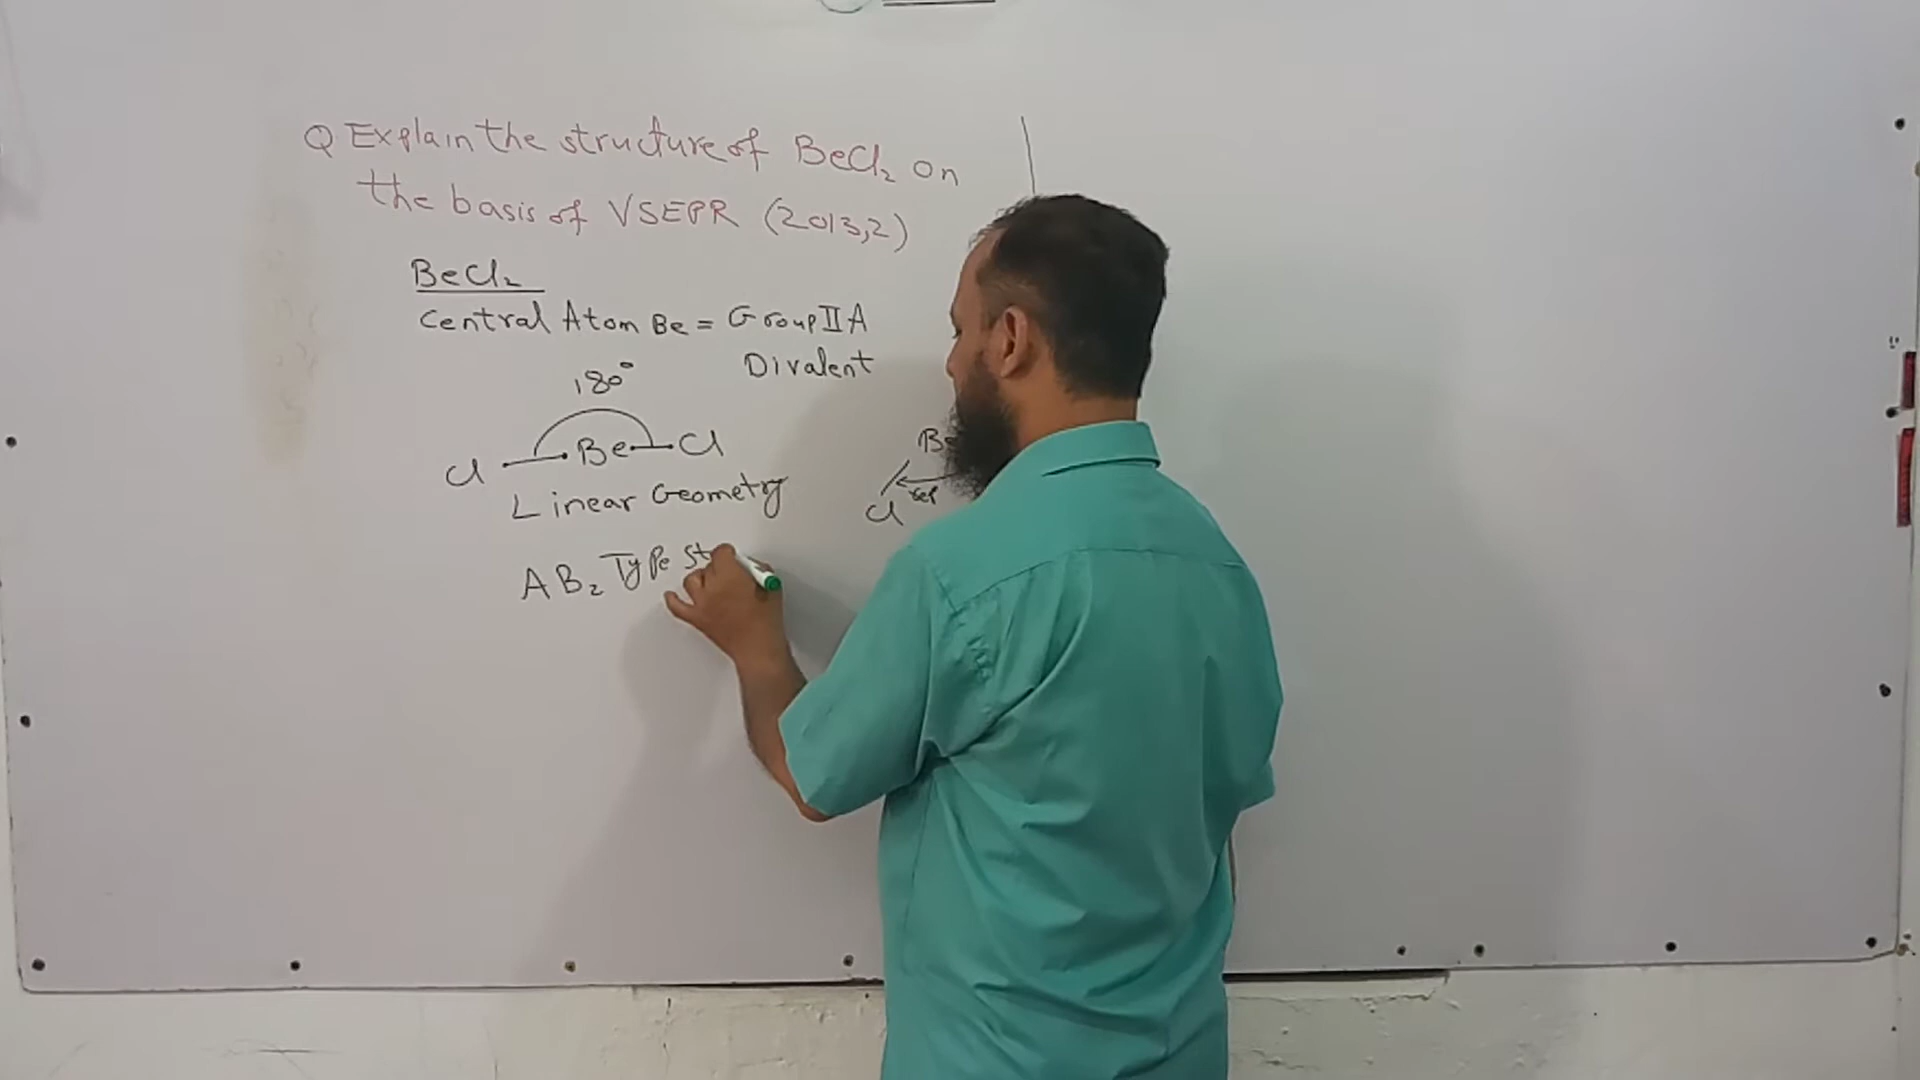 Q Explain the structure of BeCl₂ on
the basis of VSEPR (2013,2)
BeCl₂
Central Atom Be = Group II A
Divalent
180°
Cl Be Cl
Linear Geometry
Be
rep
Cl
AB₂ Type st